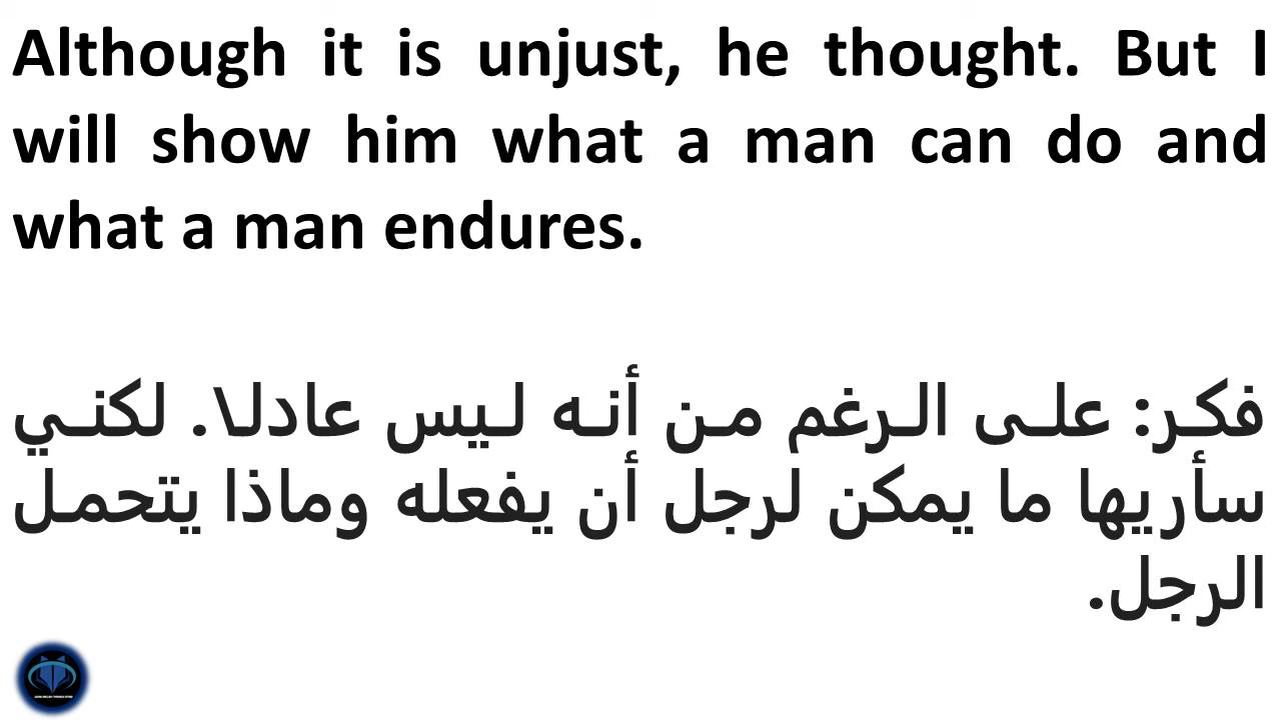 Although it is unjust, he thought. But I
will show him what a man can do and
what a man endures.
فكر: على الرغم من أنه ليس عادلا. لكني
سأريها ما يمكن لرجل أن يفعله وماذا يتحمل
الرجل.